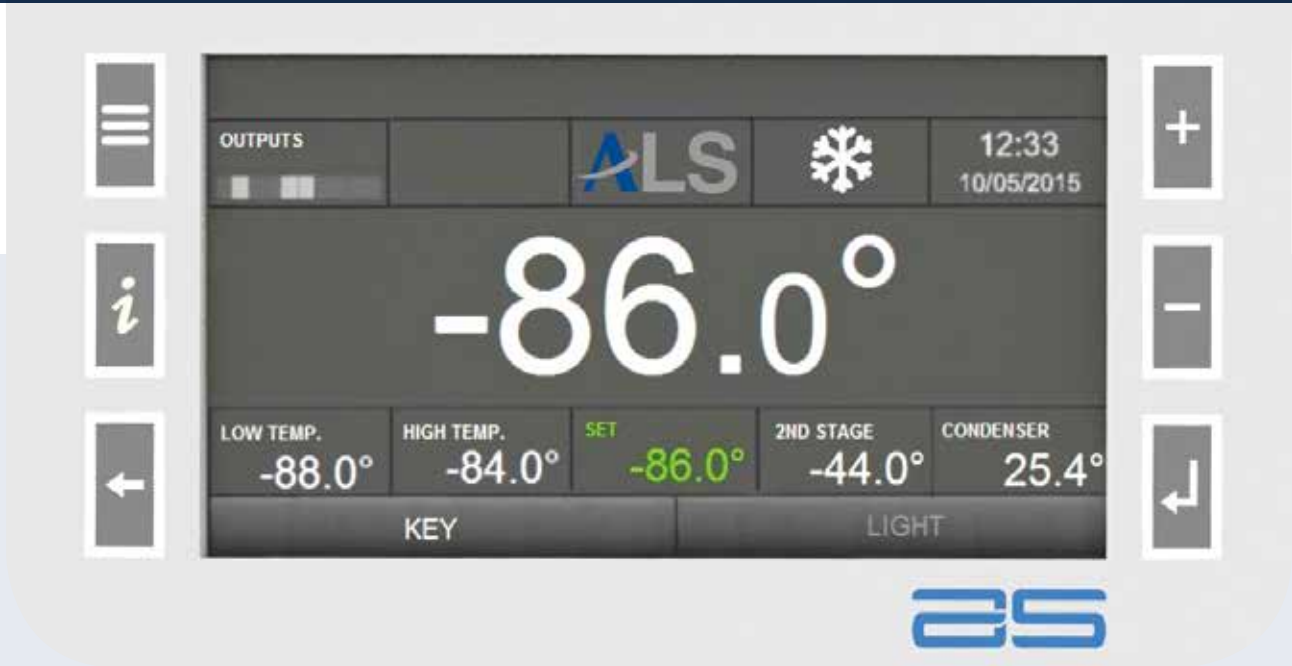 OUTPUTS
ALS
12:33
10/05/2015
-86.0°
LOW TEMP.
-88.0°
HIGH TEMP.
-84.0°
SET
-86.0°
2ND STAGE
-44.0°
CONDENSER
25.4°
KEY
LIGHT
i
as